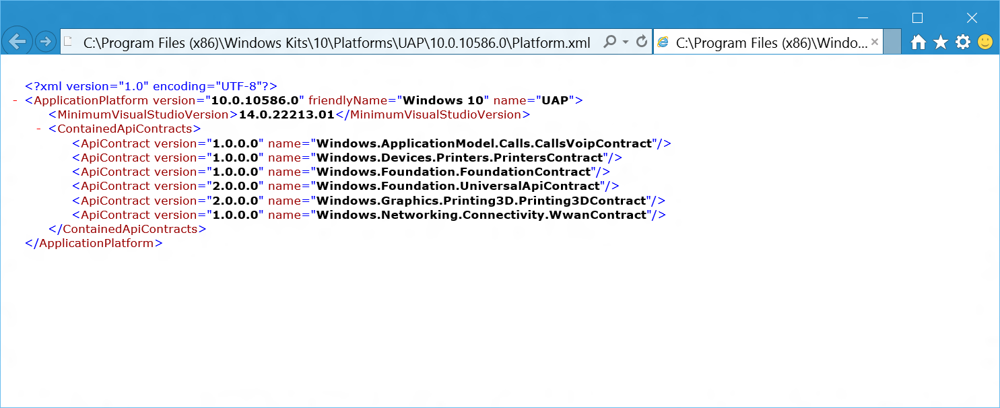 C:\Program Files (x86)\Windows Kits\10\Platforms\UAP\10.0.10586.0\Platform.xml
C:\Program Files (x86)\Windo...
<?xml version="1.0" encoding="UTF-8"?>
- <ApplicationPlatform version="10.0.10586.0" friendlyName="Windows 10" name="UAP">
<MinimumVisualStudioVersion>14.0.22213.01</MinimumVisualStudioVersion>
- <ContainedApiContracts>
<ApiContract version="1.0.0.0" name="Windows.ApplicationModel.Calls.CallsVoipContract"/>
<ApiContract version="1.0.0.0" name="Windows.Devices.Printers.PrintersContract"/>
<ApiContract version="1.0.0.0" name="Windows.Foundation.FoundationContract"/>
<ApiContract version="2.0.0.0" name="Windows.Foundation.UniversalApiContract"/>
<ApiContract version="2.0.0.0" name="Windows.Graphics.Printing3D.Printing3DContract"/>
<ApiContract version="1.0.0.0" name="Windows.Networking.Connectivity.WwanContract"/>
</ContainedApiContracts>
</ApplicationPlatform>